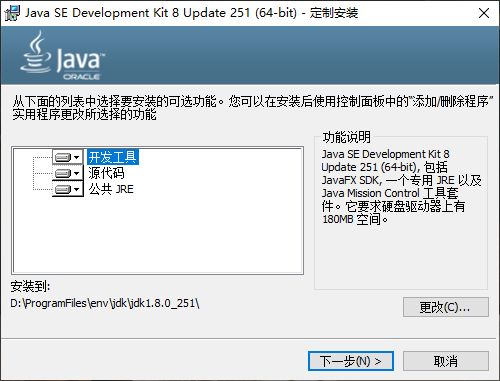 Java SE Development Kit 8 Update 251 (64-bit) - 定制安装
Java
ORACLE
从下面的列表中选择要安装的可选功能。您可以在安装后使用控制面板中的“添加/删除程序”
实用程序更改所选择的功能
开发工具
源代码
公共 JRE
功能说明
Java SE Development Kit 8
Update 251 (64-bit), 包括
JavaFX SDK, 一个专用 JRE 以及
Java Mission Control 工具套
件。它要求硬盘驱动器上有
180MB 空间。
安装到:
D:\ProgramFiles\env\jdk\jdk1.8.0_251\
更改(C)...
下一步(N) >
取消